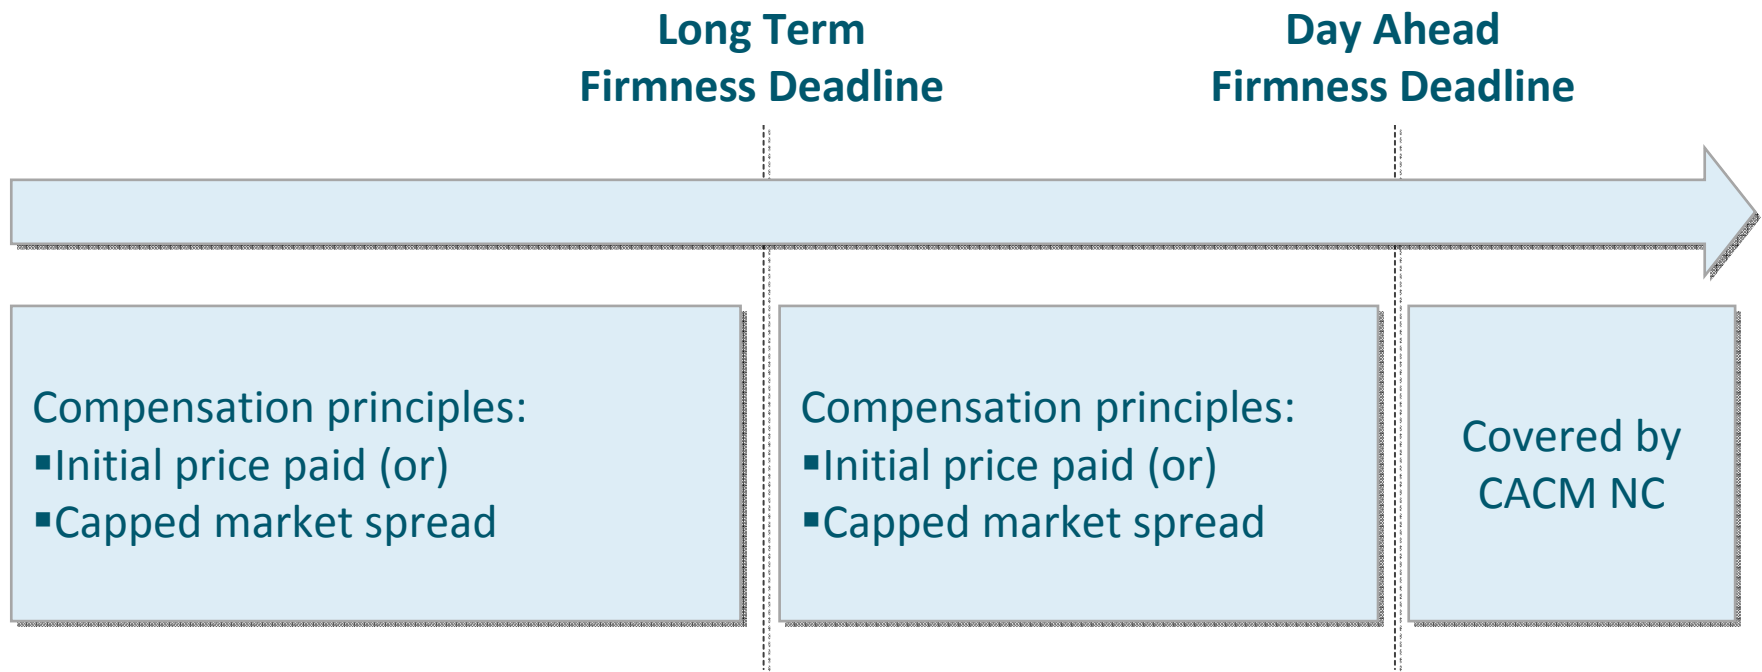 Long Term
Firmness Deadline
Day Ahead
Firmness Deadline
Compensation principles:
▪Initial price paid (or)
▪Capped market spread
Compensation principles:
▪Initial price paid (or)
▪Capped market spread
Covered by
CACM NC